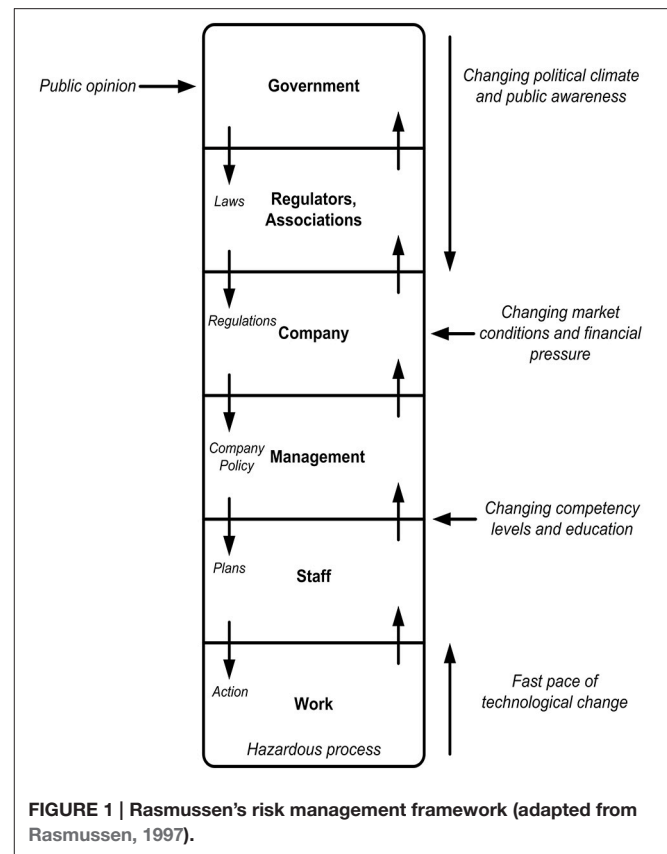 Public opinion
Government
Changing political climate
and public awareness
Laws
Regulators,
Associations
Regulations
Company
Changing market
conditions and financial
pressure
Company
Policy
Management
Changing competency
levels and education
Plans
Staff
Action
Work
Fast pace of
technological change
Hazardous process
FIGURE 1 | Rasmussen's risk management framework (adapted from
Rasmussen, 1997).